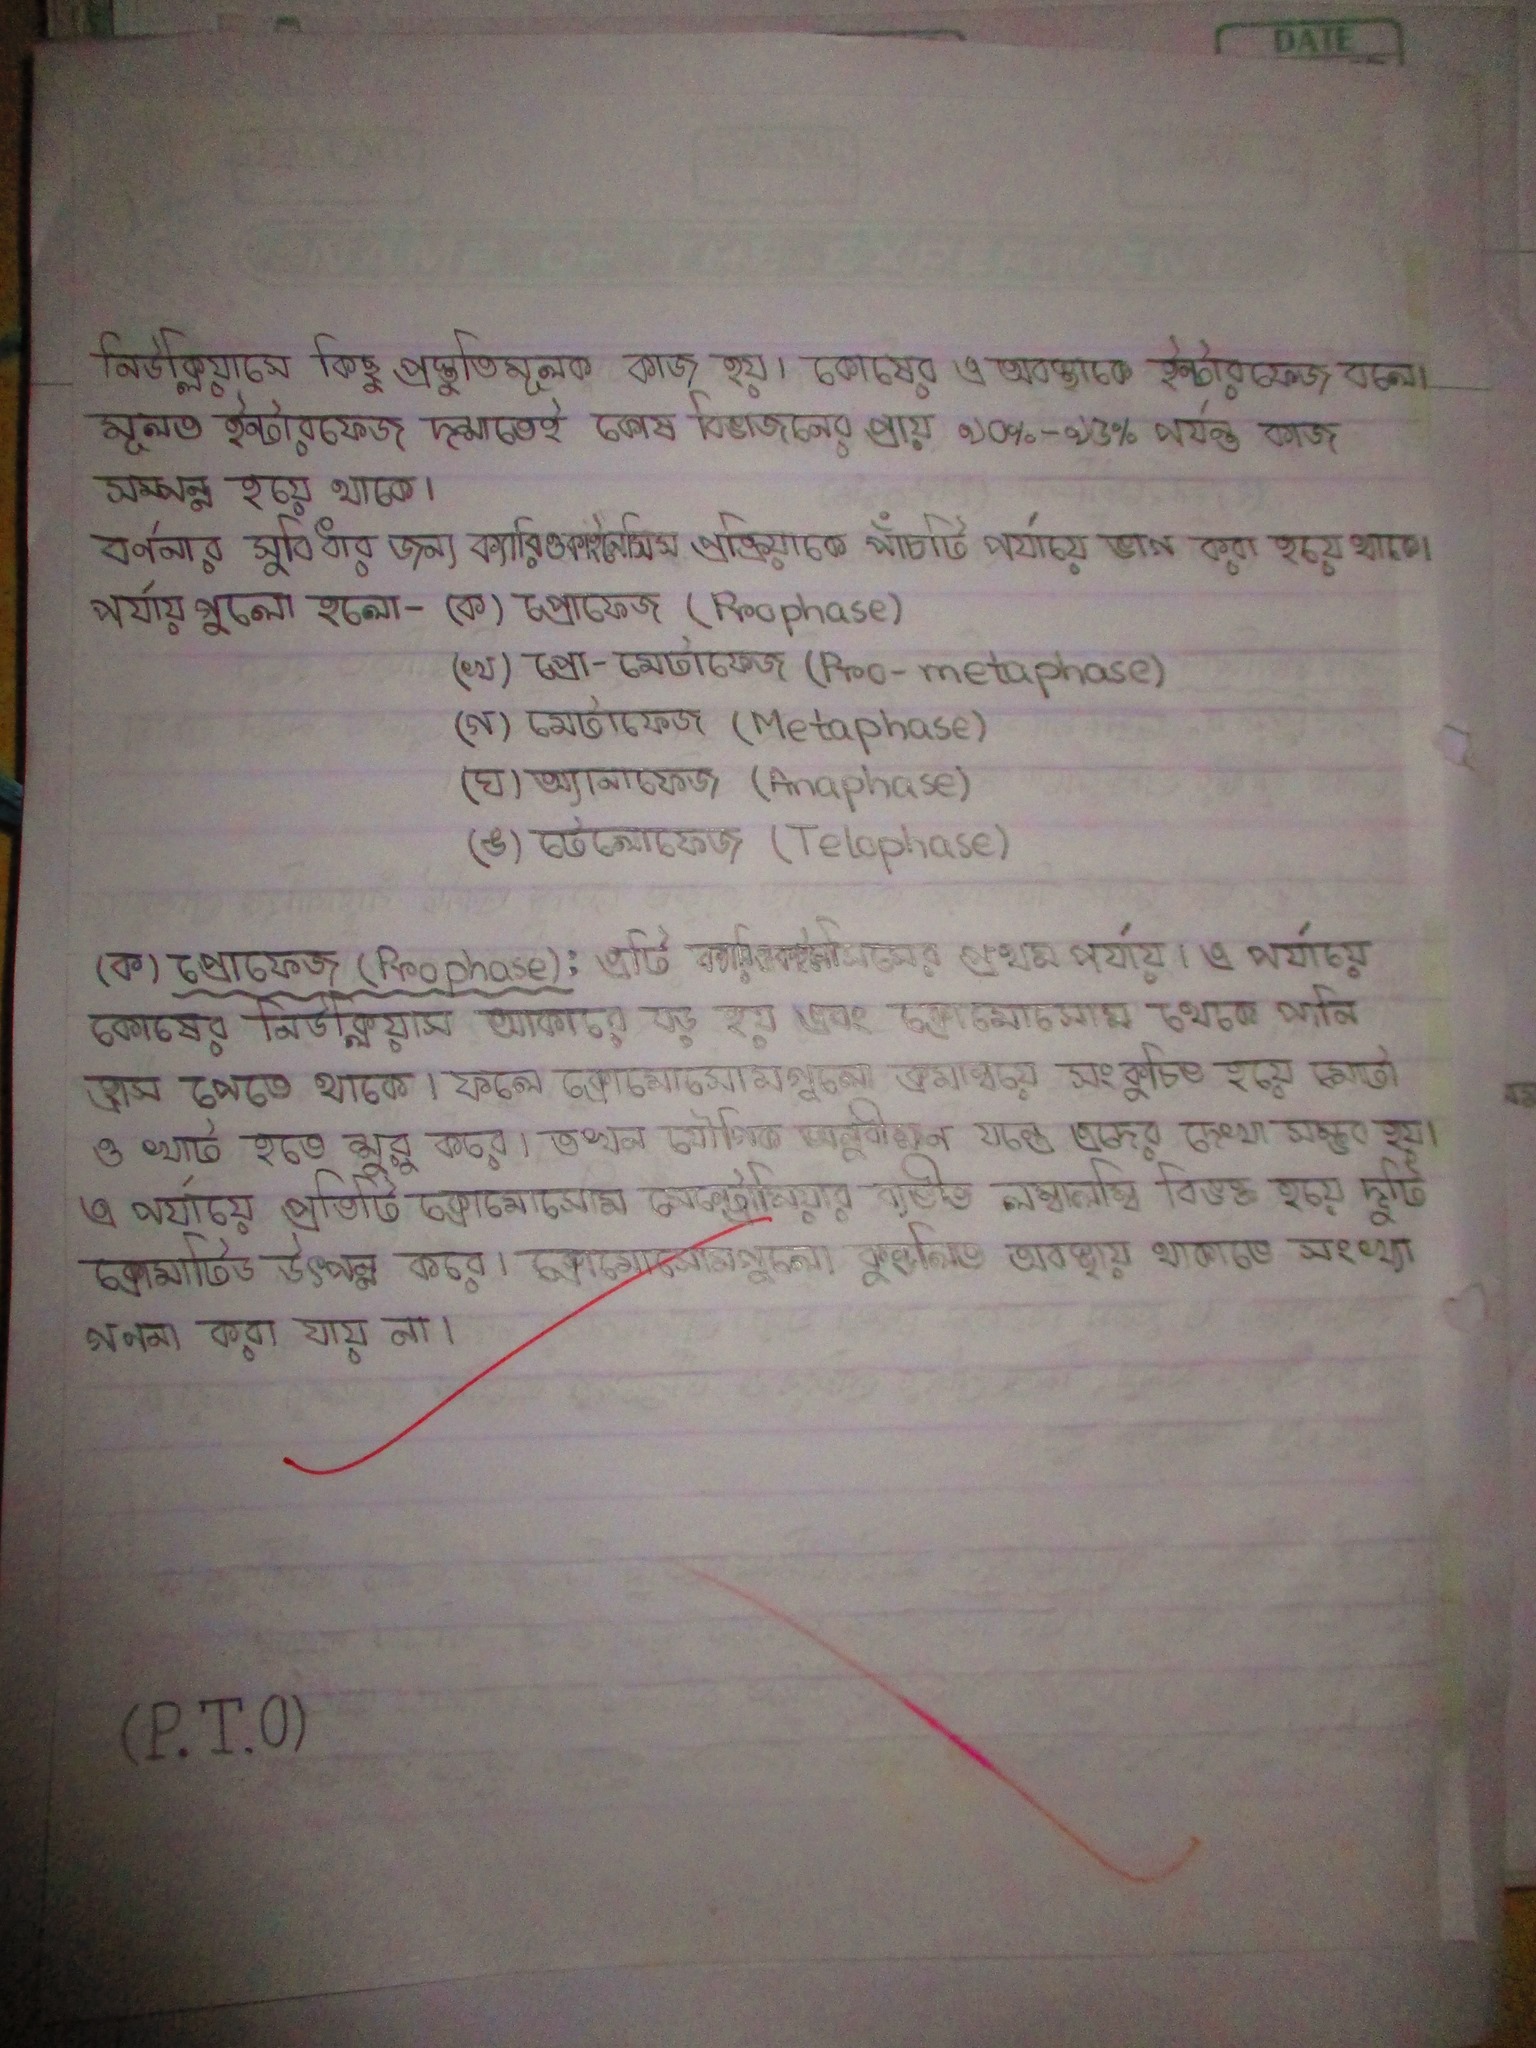 DATE
নিউক্লিয়াসে কিছু প্রস্তুতিমূলক কাজ হয়। কোষের এ অবস্থাকে ইন্টারফেজ বলে।
মূলত ইন্টারফেজ দশাতেই কোষ বিভাজনের প্রায় ৯০%-৯৫% পর্যন্ত কাজ
সম্পন্ন হয়ে থাকে।
বর্ণনার সুবিধার জন্য ক্যারিওকাইনেসিস প্রক্রিয়াকে পাঁচটি পর্যায়ে ভাগ করা হয়ে থাকে।
পর্যায় গুলো হলো- (ক) প্রোফেজ (Prophase)
(খ) প্রো-মেটাফেজ (Pro-metaphase)
(গ) মেটাফেজ (Metaphase)
(ঘ) অ্যানাফেজ (Anaphase)
(ঙ) টেলোফেজ (Telophase)
(ক) প্রোফেজ (Prophase): এটি ক্যারিওকাইনেসিসের প্রথম পর্যায়। এ পর্যায়ে
কোষের নিউক্লিয়াস আকারে বড় হয় এবং ক্রোমোসোম থেকে পানি
হ্রাস পেতে থাকে। ফলে ক্রোমোসোমগুলো ক্রমান্বয়ে সংকুচিত হয়ে মোটা
ও খাট হতে শুরু করে। তখন যৌগিক অনুবীক্ষন যন্ত্রে এদের দেখা সম্ভব হয়।
এ পর্যায়ে প্রতিটি ক্রোমোসোম সেন্ট্রোমিয়ার ব্যতীত লম্বালম্বি বিভক্ত হয়ে দুটি
ক্রোমাটিড উৎপন্ন করে। ক্রোমোসোমগুলো কুন্ডলিত অবস্থায় থাকাতে সংখ্যা
গণনা করা যায় না।
(P.T.O)